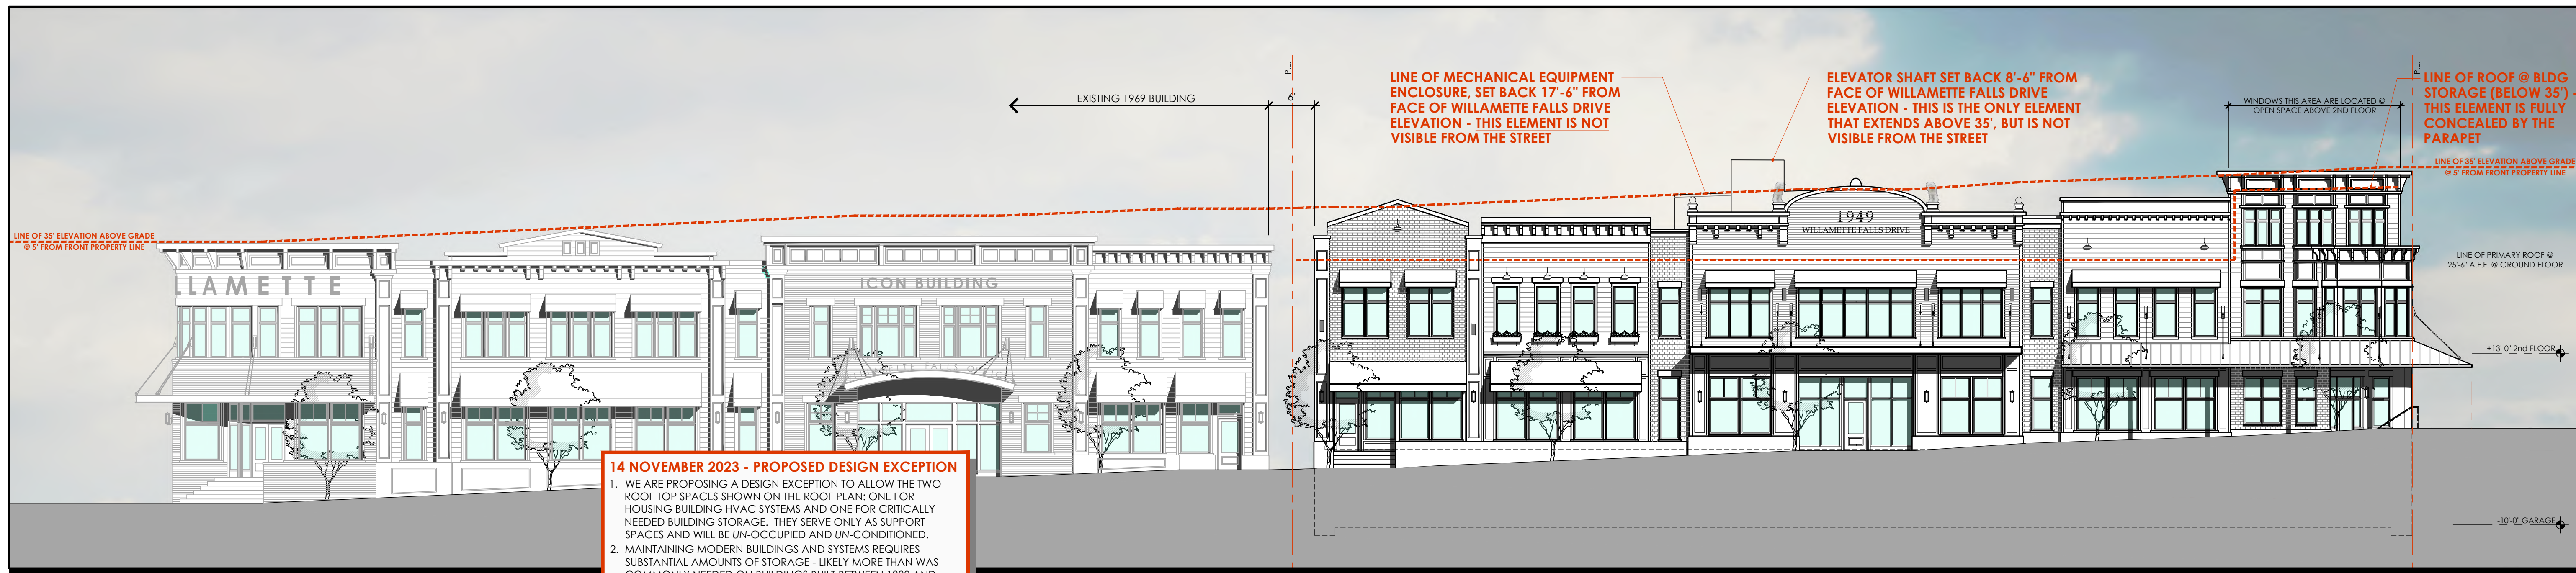 P.L.
EXISTING 1969 BUILDING
6'
LINE OF MECHANICAL EQUIPMENT
ENCLOSURE, SET BACK 17'-6" FROM
FACE OF WILLAMETTE FALLS DRIVE
ELEVATION - THIS ELEMENT IS NOT
VISIBLE FROM THE STREET
ELEVATOR SHAFT SET BACK 8'-6" FROM
FACE OF WILLAMETTE FALLS DRIVE
ELEVATION - THIS IS THE ONLY ELEMENT
THAT EXTENDS ABOVE 35', BUT IS NOT
VISIBLE FROM THE STREET
WINDOWS THIS AREA ARE LOCATED @
OPEN SPACE ABOVE 2ND FLOOR
P.L.
LINE OF ROOF @ BLDG
STORAGE (BELOW 35') -
THIS ELEMENT IS FULLY
CONCEALED BY THE
PARAPET
LINE OF 35' ELEVATION ABOVE GRADE
@ 5' FROM FRONT PROPERTY LINE
LINE OF 35' ELEVATION ABOVE GRADE
@ 5' FROM FRONT PROPERTY LINE
LLAMETTE
ICON BUILDING
1949
WILLAMETTE FALLS DRIVE
LINE OF PRIMARY ROOF @
25'-6" A.F.F. @ GROUND FLOOR
+13'-0" 2nd FLOOR
-10'-0" GARAGE
14 NOVEMBER 2023 - PROPOSED DESIGN EXCEPTION
1. WE ARE PROPOSING A DESIGN EXCEPTION TO ALLOW THE TWO
ROOF TOP SPACES SHOWN ON THE ROOF PLAN: ONE FOR
HOUSING BUILDING HVAC SYSTEMS AND ONE FOR CRITICALLY
NEEDED BUILDING STORAGE. THEY SERVE ONLY AS SUPPORT
SPACES AND WILL BE UN-OCCUPIED AND UN-CONDITIONED.
2. MAINTAINING MODERN BUILDINGS AND SYSTEMS REQUIRES
SUBSTANTIAL AMOUNTS OF STORAGE - LIKELY MORE THAN WAS